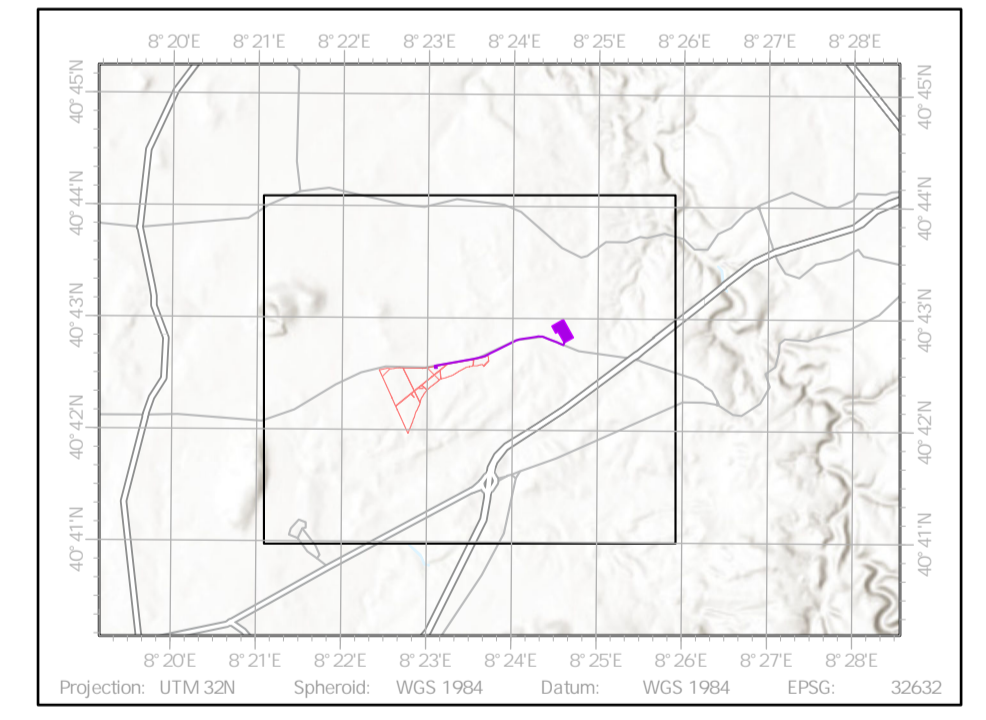 8° 20'E 8° 21'E 8° 22'E 8° 23'E 8° 24'E 8° 25'E 8° 26'E 8° 27'E 8° 28'E
40° 45'N 40° 45'N
40° 44'N 40° 44'N
40° 43'N 40° 43'N
40° 42'N 40° 42'N
40° 41'N 40° 41'N
8° 20'E 8° 21'E 8° 22'E 8° 23'E 8° 24'E 8° 25'E 8° 26'E 8° 27'E 8° 28'E
Projection: UTM 32N Spheroid: WGS 1984 Datum: WGS 1984 EPSG: 32632